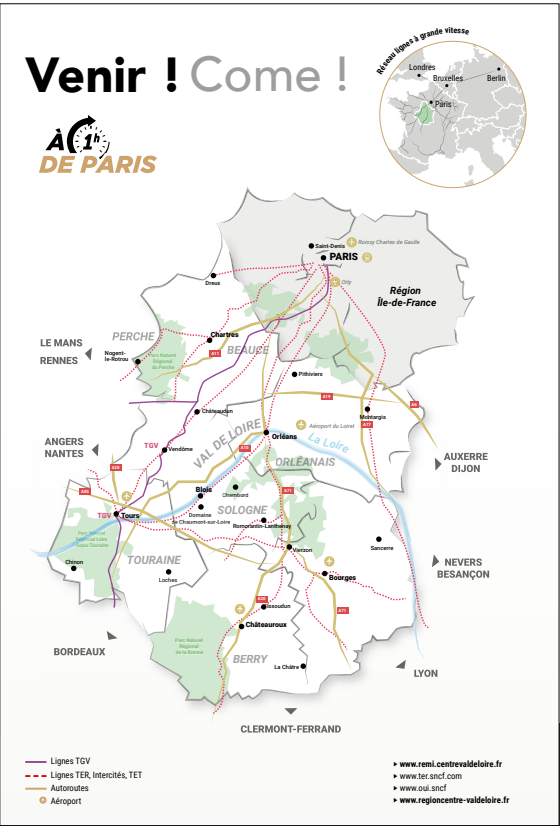 Venir ! Come !
Réseau lignes à grande vitesse
Londres
Bruxelles
Berlin
Paris
À 1h
DE PARIS
Saint-Denis
Roissy Charles de Gaulle
PARIS
Orly
Région
Île-de-France
Dreux
PERCHE
Chartres
LE MANS
RENNES
Nogent-
le-Rotrou
Parc Naturel
Régional
du Perche
A11
BEAUCE
Pithiviers
A19
A6
Châteaudun
Montargis
A77
VAL DE LOIRE
Orléans
Aéroport du Loiret
La Loire
ANGERS
NANTES
TGV
Vendôme
A10
ORLÉANAIS
AUXERRE
DIJON
A28
Blois
Chambord
A71
A85
TGV
Tours
Domaine
de Chaumont-sur-Loire
SOLOGNE
Romorantin-Lanthenay
Parc Naturel
Régional Loire
Anjou Touraine
Vierzon
Sancerre
Chinon
TOURAINE
Loches
Bourges
NEVERS
BESANÇON
A20
Issoudun
A71
Châteauroux
BORDEAUX
Parc Naturel
Régional
de la Brenne
BERRY
La Châtre
LYON
CLERMONT-FERRAND
Lignes TGV
Lignes TER, Intercités, TET
Autoroutes
Aéroport
www.remi.centrevaldeloire.fr
www.ter.sncf.com
www.oui.sncf
www.regioncentre-valdeloire.fr